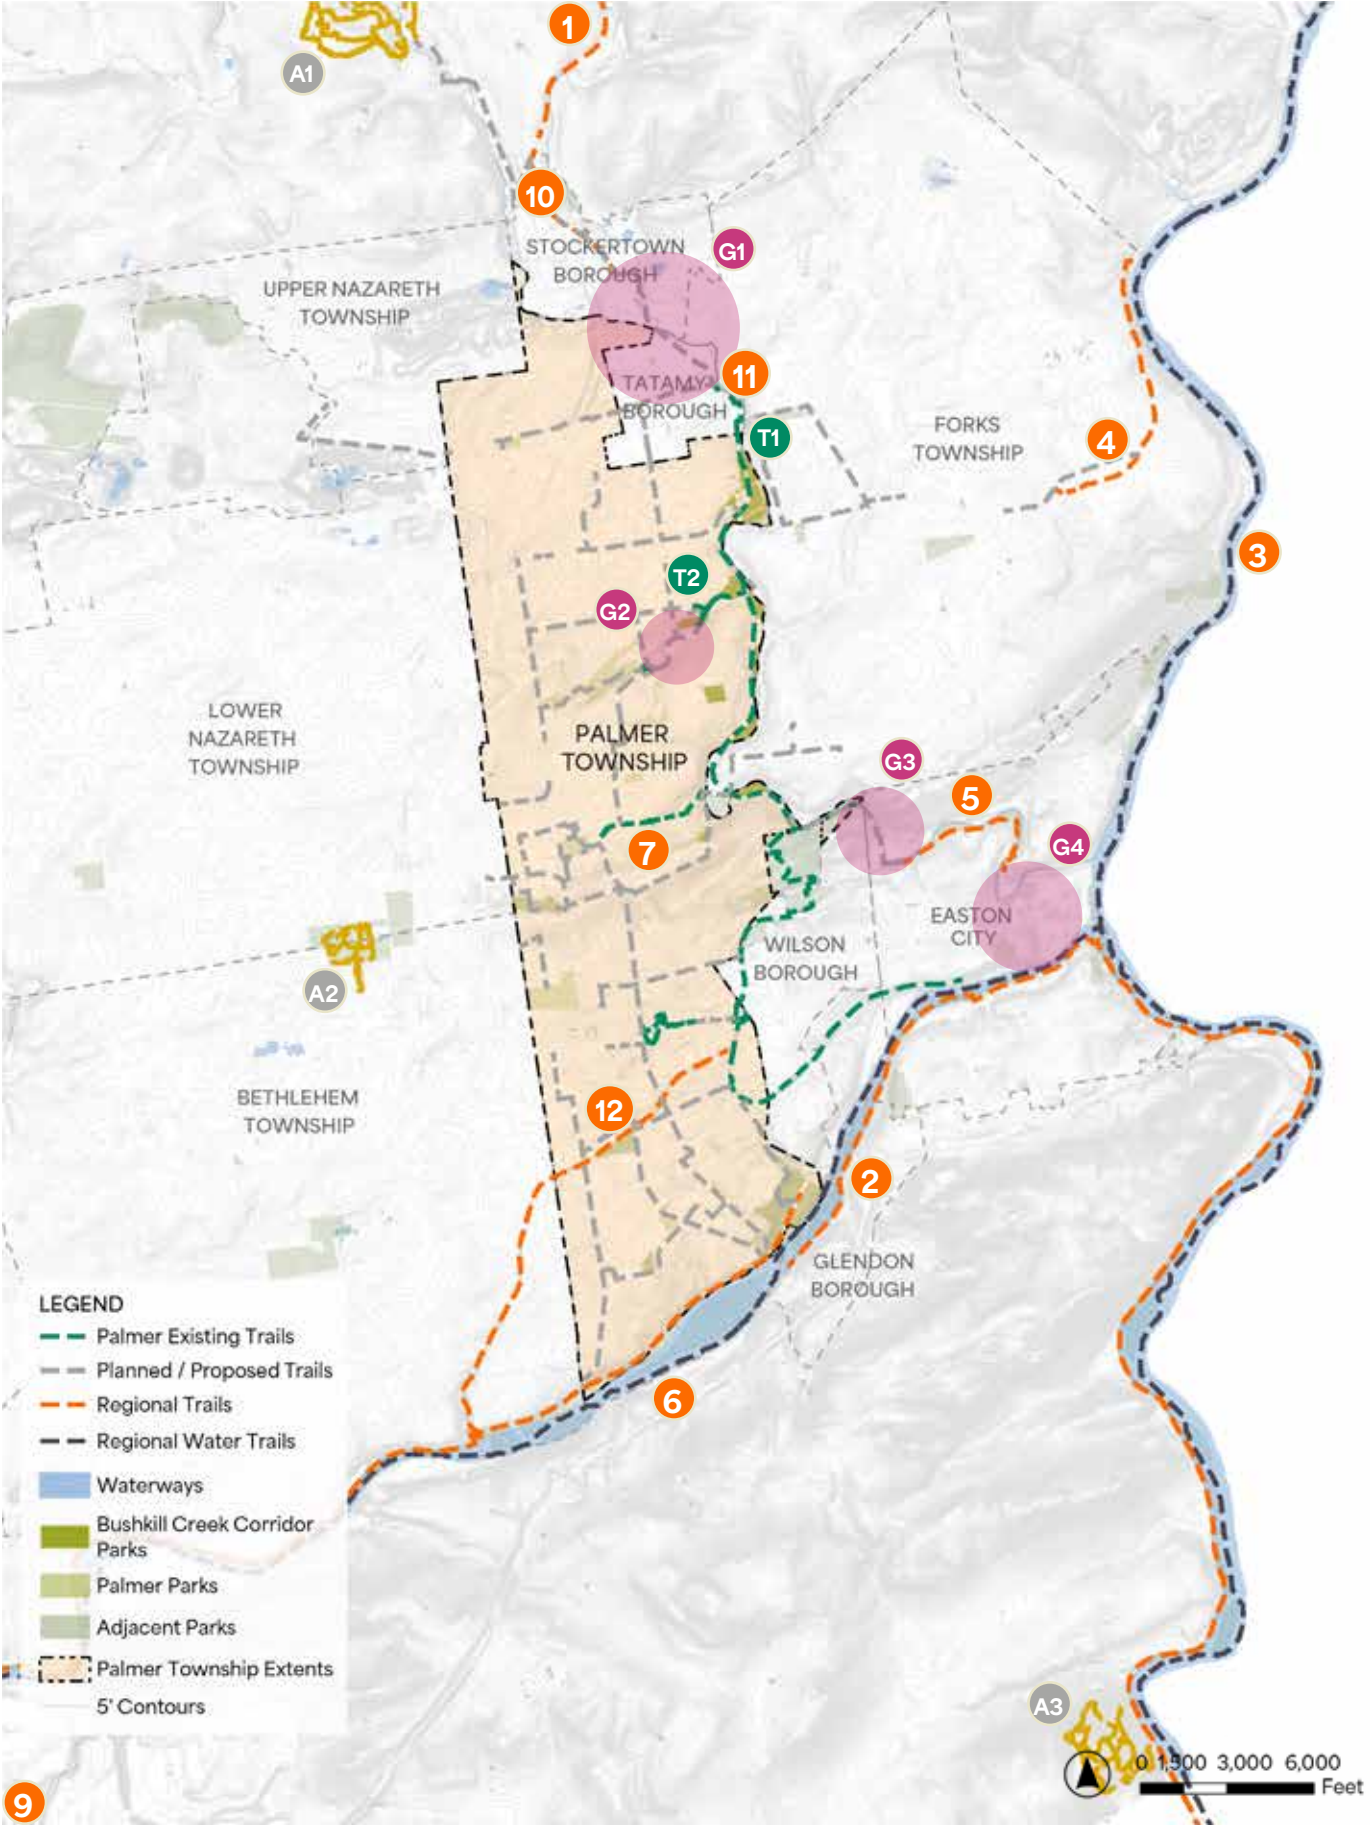 1
A1
10
STOCKERTOWN
BOROUGH
G1
UPPER NAZARETH
TOWNSHIP
11
TATAMY
BOROUGH
T1
FORKS
TOWNSHIP
4
3
T2
G2
LOWER
NAZARETH
TOWNSHIP
PALMER
TOWNSHIP
G3
5
7
G4
EASTON
CITY
WILSON
BOROUGH
A2
BETHLEHEM
TOWNSHIP
12
2
GLENDON
BOROUGH
6
LEGEND
Palmer Existing Trails
Planned / Proposed Trails
Regional Trails
Regional Water Trails
Waterways
Bushkill Creek Corridor
Parks
Palmer Parks
Adjacent Parks
Palmer Township Extents
5' Contours
A3
0 1,500 3,000 6,000
Feet
9